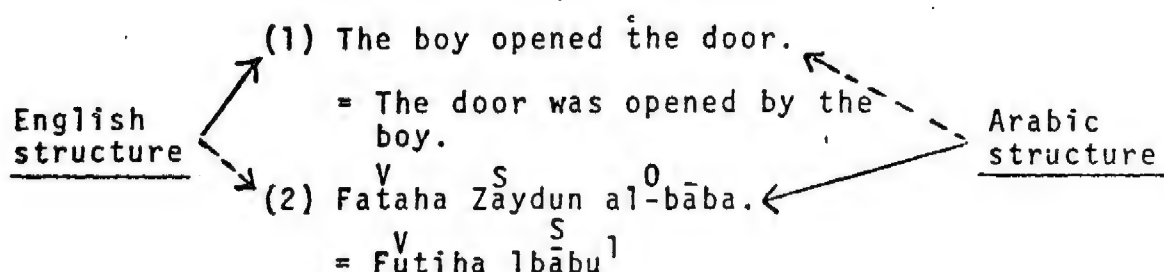 (1) The boy opened the door.
= The door was opened by the
boy.
English
structure
Arabic
structure
V S O
(2) Fataha Zaydun al-bāba.
V S
= Futiha lbābu¹